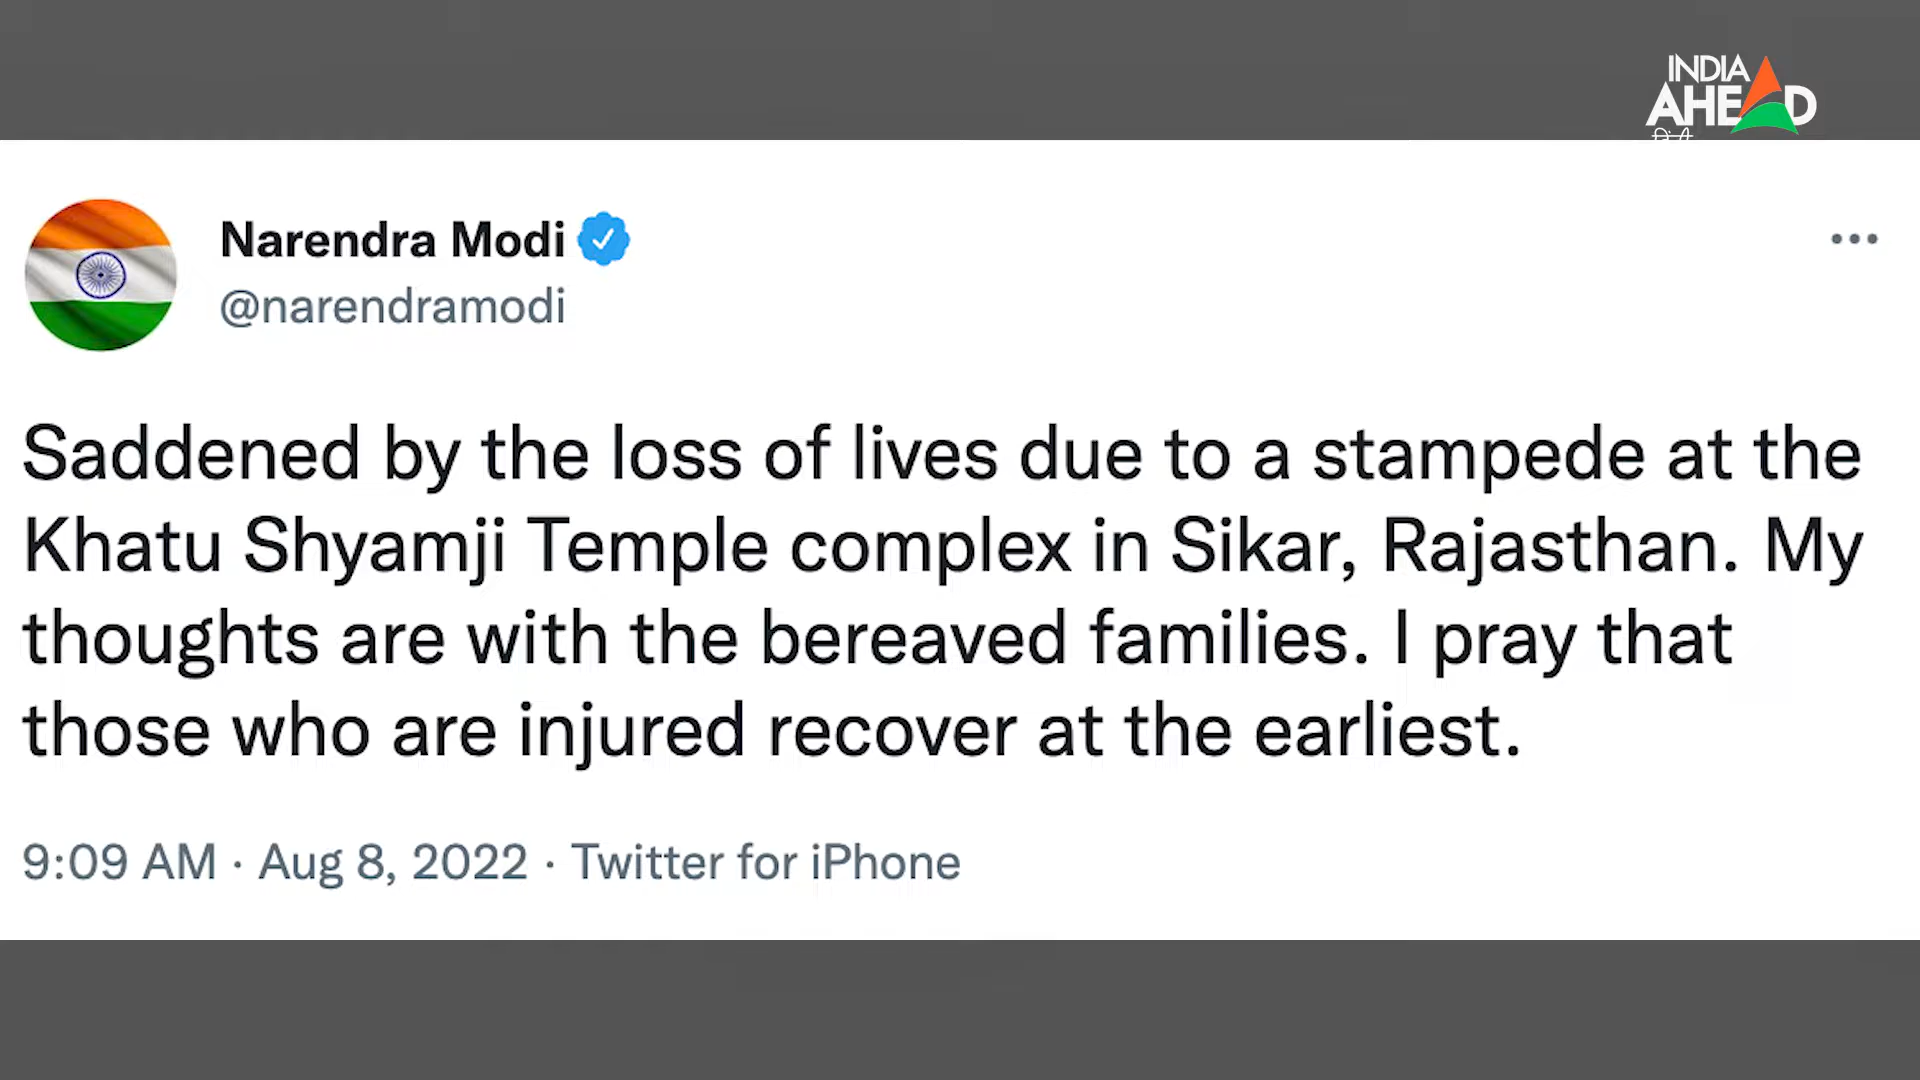 INDIA
AHEAD
Narendra Modi
@narendramodi
Saddened by the loss of lives due to a stampede at the
Khatu Shyamji Temple complex in Sikar, Rajasthan. My
thoughts are with the bereaved families. I pray that
those who are injured recover at the earliest.
9:09 AM · Aug 8, 2022 · Twitter for iPhone